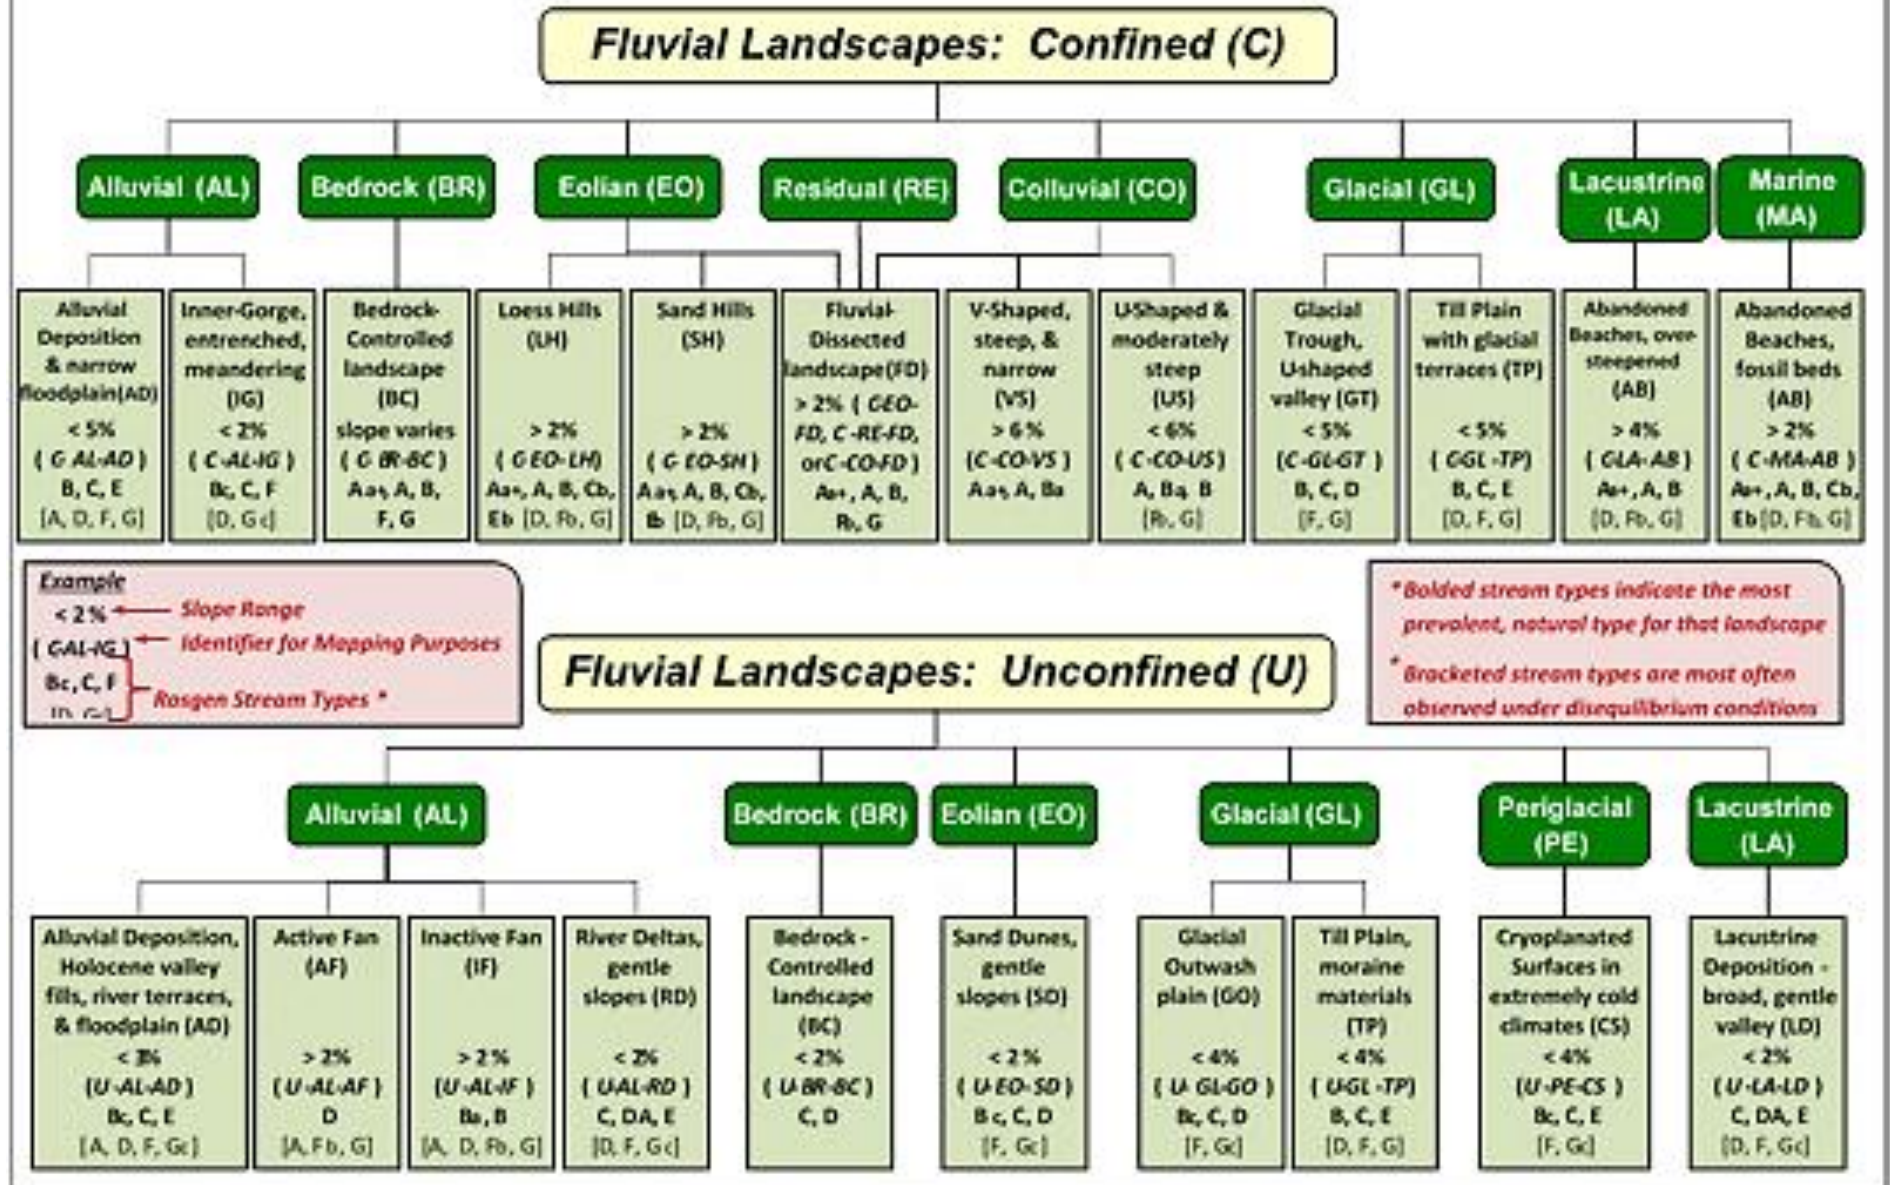 Fluvial Landscapes: Confined (C)
Alluvial (AL)
Bedrock (BR)
Eolian (EO)
Residual (RE)
Colluvial (CO)
Glacial (GL)
Lacustrine
(LA)
Marine
(MA)
Alluvial
Deposition
& narrow
floodplain(AD)
< 5%
( C-AL-AD )
B, C, E
[A, D, F, G]
Inner-Gorge,
entrenched,
meandering
(IG)
< 2%
( C-AL-IG )
Bc, C, F
[D, Gc]
Bedrock-
Controlled
landscape
(BC)
slope varies
( C-BR-BC )
Aa+, A, B,
F, G
Loess Hills
(LH)
> 2%
( C-EO-LH)
Aa+, A, B, Cb,
Eb [D, Fb, G]
Sand Hills
(SH)
> 2%
( C-EO-SH )
Aa+, A, B, Cb,
Eb [D, Fb, G]
Fluvial-
Dissected
landscape(FD)
> 2% ( C-EO-
FD, C-RE-FD,
or C-CO-FD )
Aa+, A, B,
Fb, G
V-Shaped,
steep, &
narrow
(VS)
> 6%
(C-CO-VS )
Aa+, A, Ba
U-Shaped &
moderately
steep
(US)
< 6%
( C-CO-US )
A, Ba, B
[Fb, G]
Glacial
Trough,
U-shaped
valley (GT)
< 5%
(C-GL-GT )
B, C, D
[F, G]
Till Plain
with glacial
terraces (TP)
< 5%
( C-GL-TP)
B, C, E
[D, F, G]
Abandoned
Beaches, over-
steepened
(AB)
> 4%
( C-LA-AB )
Aa+, A, B
[D, Fb, G]
Abandoned
Beaches,
fossil beds
(AB)
> 2%
( C-MA-AB )
Aa+, A, B, Cb,
Eb [D, Fb, G]
Example
< 2%
Slope Range
( C-AL-IG )
Identifier for Mapping Purposes
Bc, C, F
Rosgen Stream Types *
*Bolded stream types indicate the most
prevalent, natural type for that landscape
*Bracketed stream types are most often
observed under disequilibrium conditions
Fluvial Landscapes: Unconfined (U)
Alluvial (AL)
Bedrock (BR)
Eolian (EO)
Glacial (GL)
Periglacial
(PE)
Lacustrine
(LA)
Alluvial Deposition,
Holocene valley
fills, river terraces,
& floodplain (AD)
<
(U-AL-AD )
Bc, C, E
[A, D, F, Gc]
Active Fan
(AF)
> 2%
( U-AL-AF )
D
[A, Fb, G]
Inactive Fan
(IF)
> 2%
(U-AL-IF )
Ba, B
[A, D, Fb, G]
River Deltas,
gentle
slopes (RD)
< 2%
( U-AL-RD )
C, DA, E
[D, F, Gc]
Bedrock -
Controlled
landscape
(BC)
< 2%
( U-BR-BC )
C, D
Sand Dunes,
gentle
slopes (SD)
< 2%
( U-EO-SD )
Bc, C, D
[F, Gc]
Glacial
Outwash
plain (GO)
< 4%
( U-GL-GO )
Bc, C, D
[F, Gc]
Till Plain,
moraine
materials
(TP)
< 4%
( U-GL-TP)
B, C, E
[D, F, G]
Cryoplanated
Surfaces in
extremely cold
climates (CS)
< 4%
(U-PE-CS )
Bc, C, E
[F, Gc]
Lacustrine
Deposition -
broad, gentle
valley (LD)
< 2%
( U-LA-LD )
C, DA, E
[D, F, Gc]